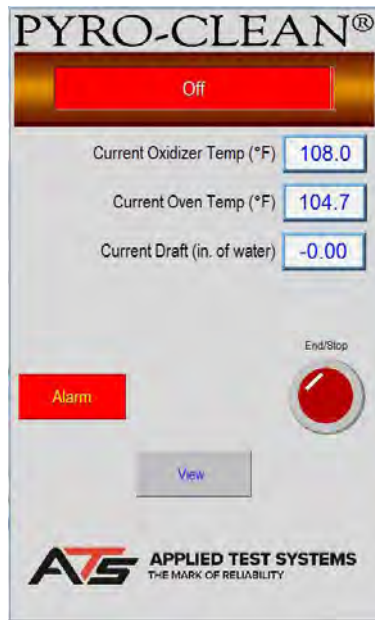 PYRO-CLEAN®
Off
Current Oxidizer Temp (°F) 108.0
Current Oven Temp (°F) 104.7
Current Draft (in. of water) -0.00
End/Stop
Alarm
View
ATS APPLIED TEST SYSTEMS
THE MARK OF RELIABILITY